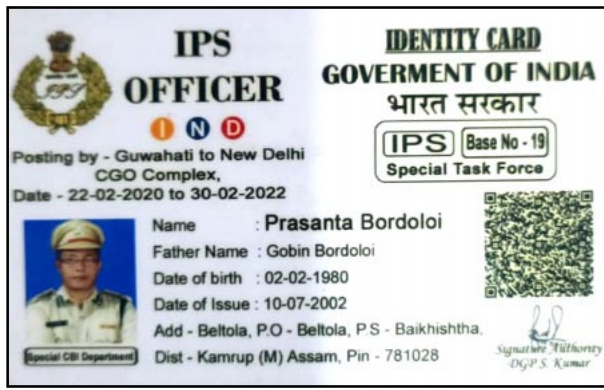 IPS
OFFICER
IND
Posting by - Guwahati to New Delhi
CGO Complex,
Date - 22-02-2020 to 30-02-2022
IDENTITY CARD
GOVERMENT OF INDIA
भारत सरकार
IPS Base No - 19
Special Task Force
Name : Prasanta Bordoloi
Father Name : Gobin Bordoloi
Date of birth : 02-02-1980
Date of Issue : 10-07-2002
Add - Beltola, P.O - Beltola, P.S - Baikhishtha,
Dist - Kamrup (M) Assam, Pin - 781028
Special CBI Department
Signature Authority
DGP S. Kumar